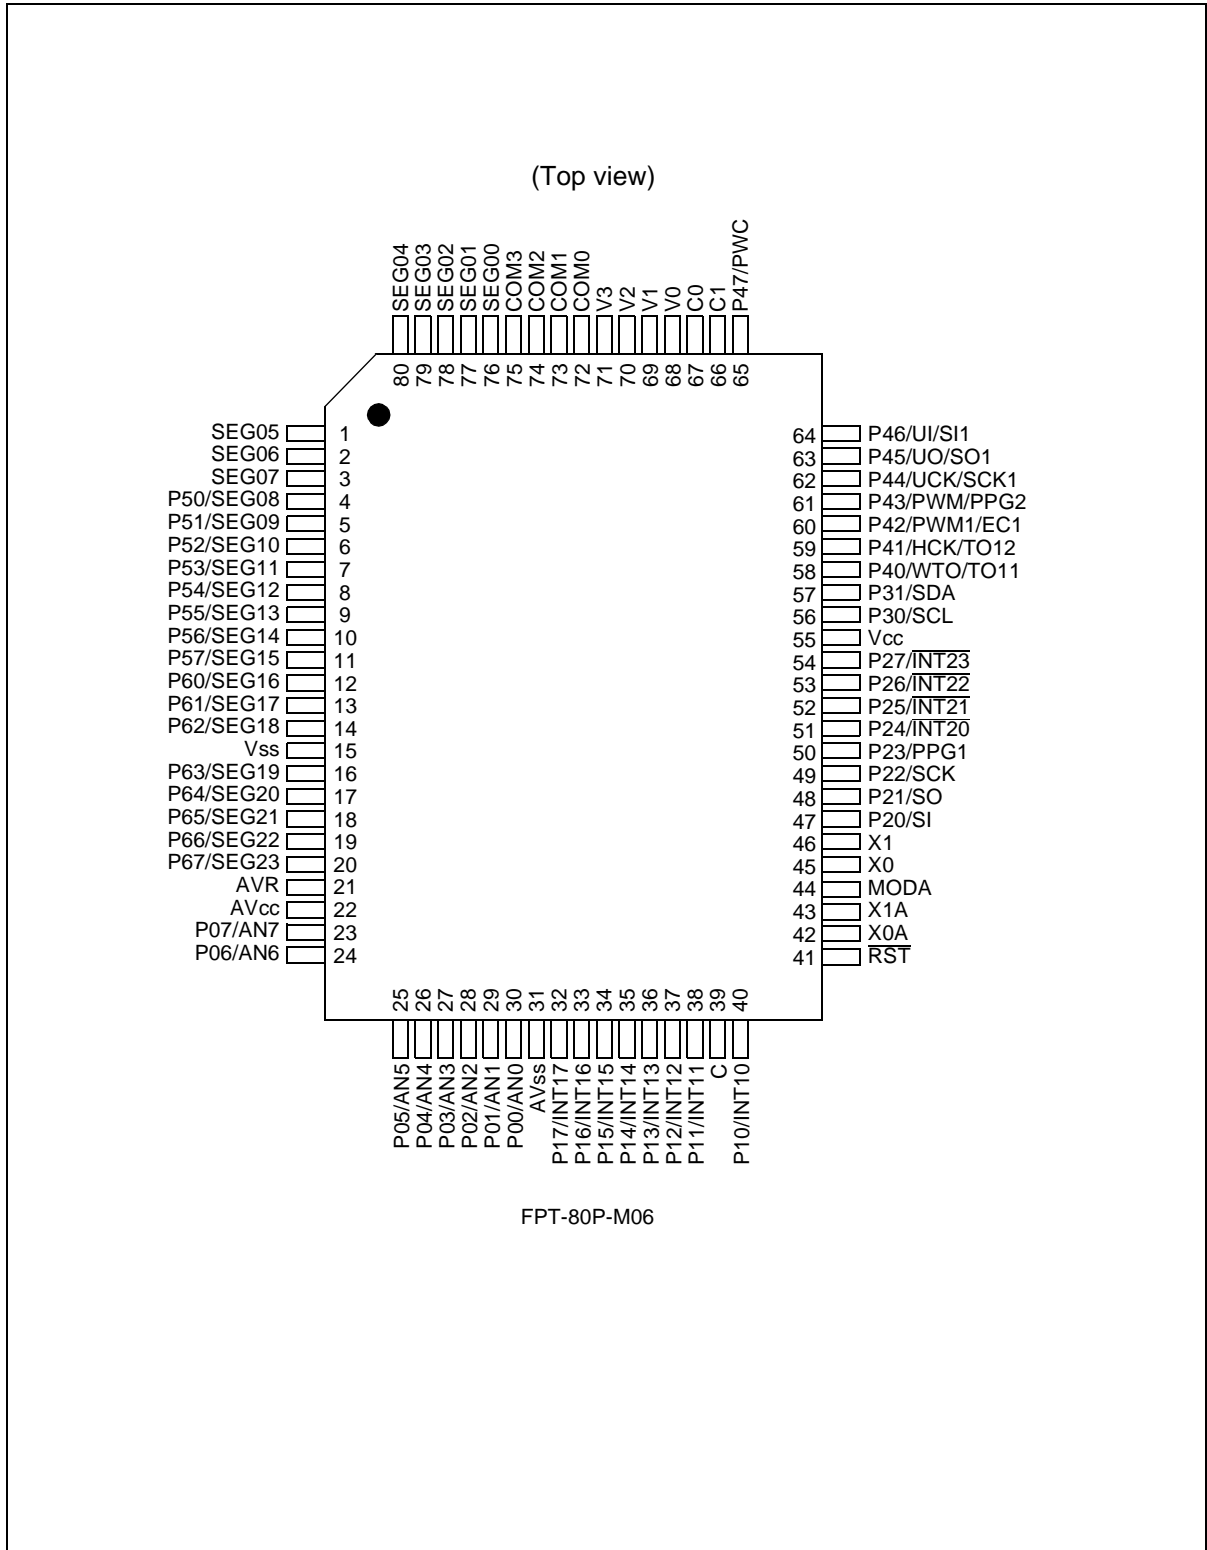 (Top view)
SEG04
SEG03
SEG02
SEG01
SEG00
COM3
COM2
COM1
COM0
V3
V2
V1
V0
C0
C1
P47/PWC
80
79
78
77
76
75
74
73
72
71
70
69
68
67
66
65
SEG05 1
SEG06 2
SEG07 3
P50/SEG08 4
P51/SEG09 5
P52/SEG10 6
P53/SEG11 7
P54/SEG12 8
P55/SEG13 9
P56/SEG14 10
P57/SEG15 11
P60/SEG16 12
P61/SEG17 13
P62/SEG18 14
Vss 15
P63/SEG19 16
P64/SEG20 17
P65/SEG21 18
P66/SEG22 19
P67/SEG23 20
AVR 21
AVcc 22
P07/AN7 23
P06/AN6 24
64 P46/UI/SI1
63 P45/UO/SO1
62 P44/UCK/SCK1
61 P43/PWM/PPG2
60 P42/PWM1/EC1
59 P41/HCK/TO12
58 P40/WTO/TO11
57 P31/SDA
56 P30/SCL
55 Vcc
54 P27/INT23
53 P26/INT22
52 P25/INT21
51 P24/INT20
50 P23/PPG1
49 P22/SCK
48 P21/SO
47 P20/SI
46 X1
45 X0
44 MODA
43 X1A
42 X0A
41 RST
25
26
27
28
29
30
31
32
33
34
35
36
37
38
39
40
P05/AN5
P04/AN4
P03/AN3
P02/AN2
P01/AN1
P00/AN0
AVss
P17/INT17
P16/INT16
P15/INT15
P14/INT14
P13/INT13
P12/INT12
P11/INT11
C
P10/INT10
FPT-80P-M06